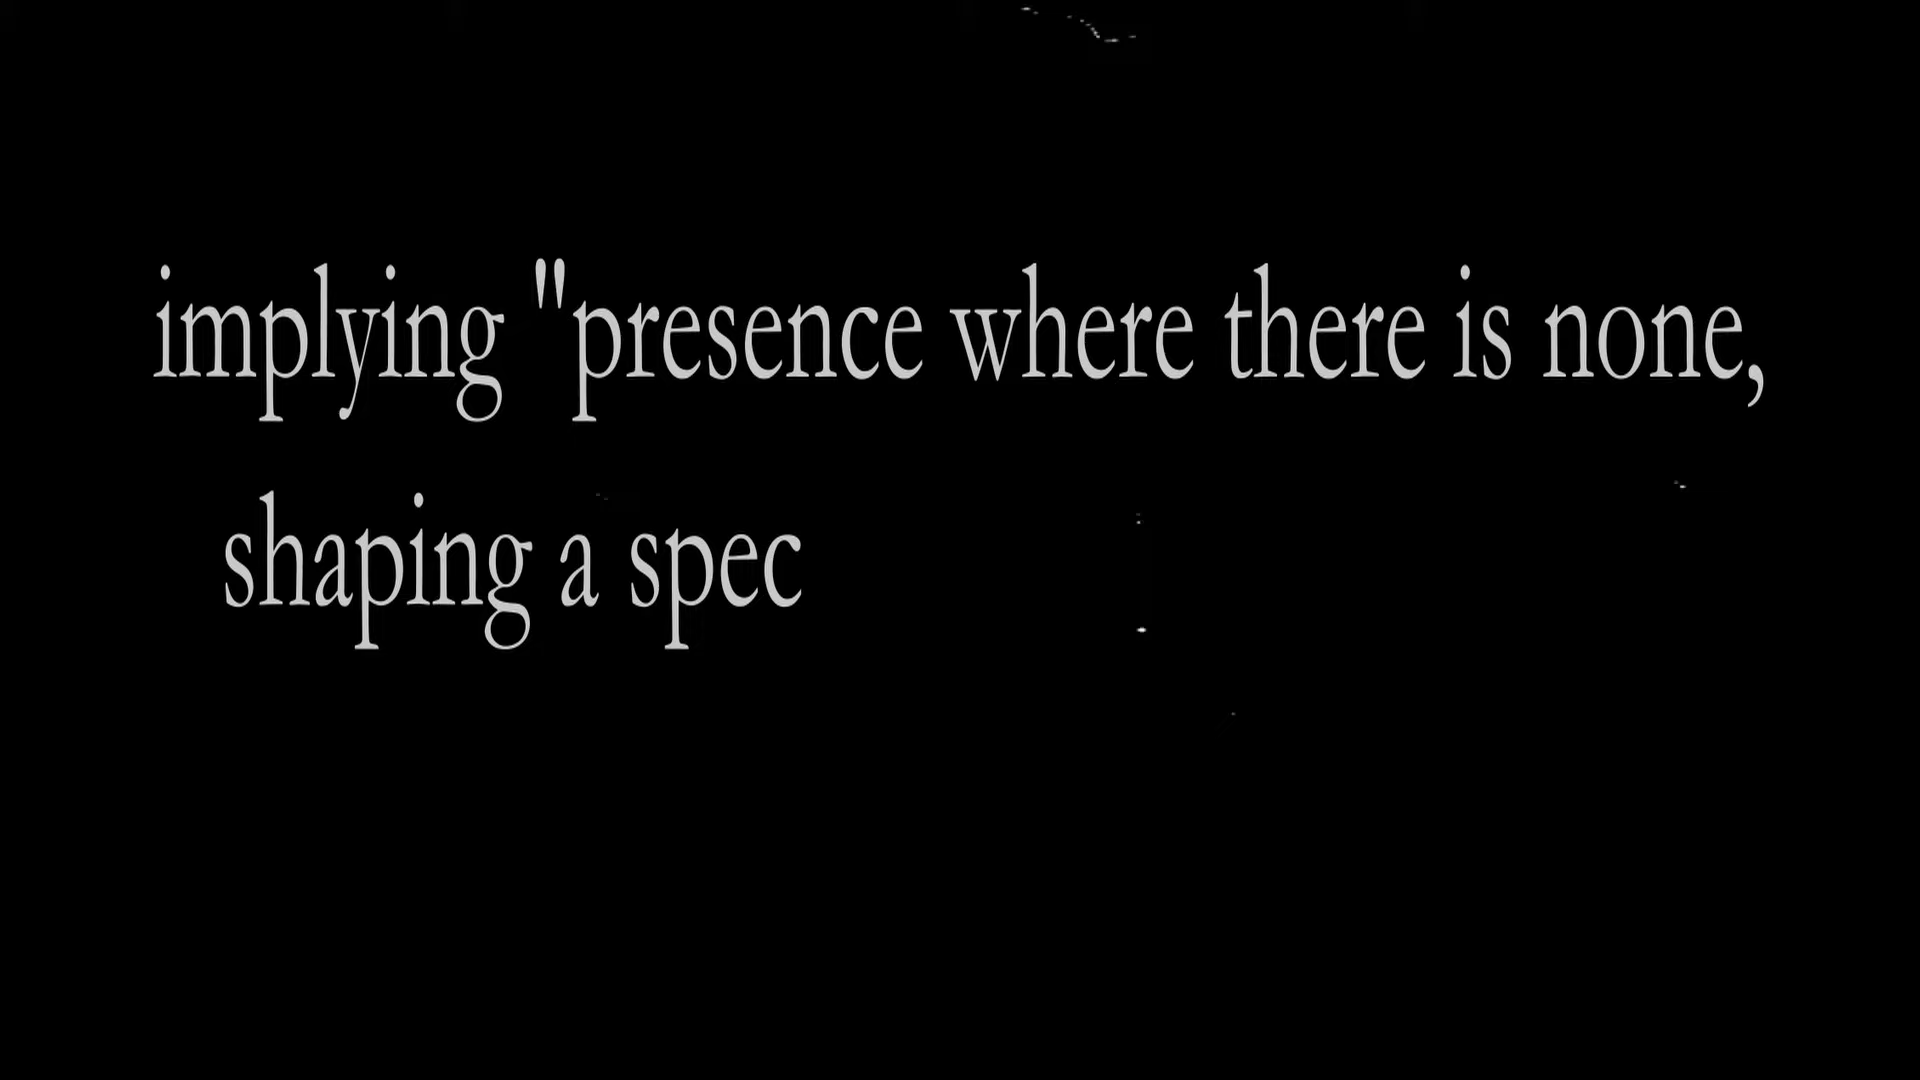 implying "presence where there is none,
shaping a spec